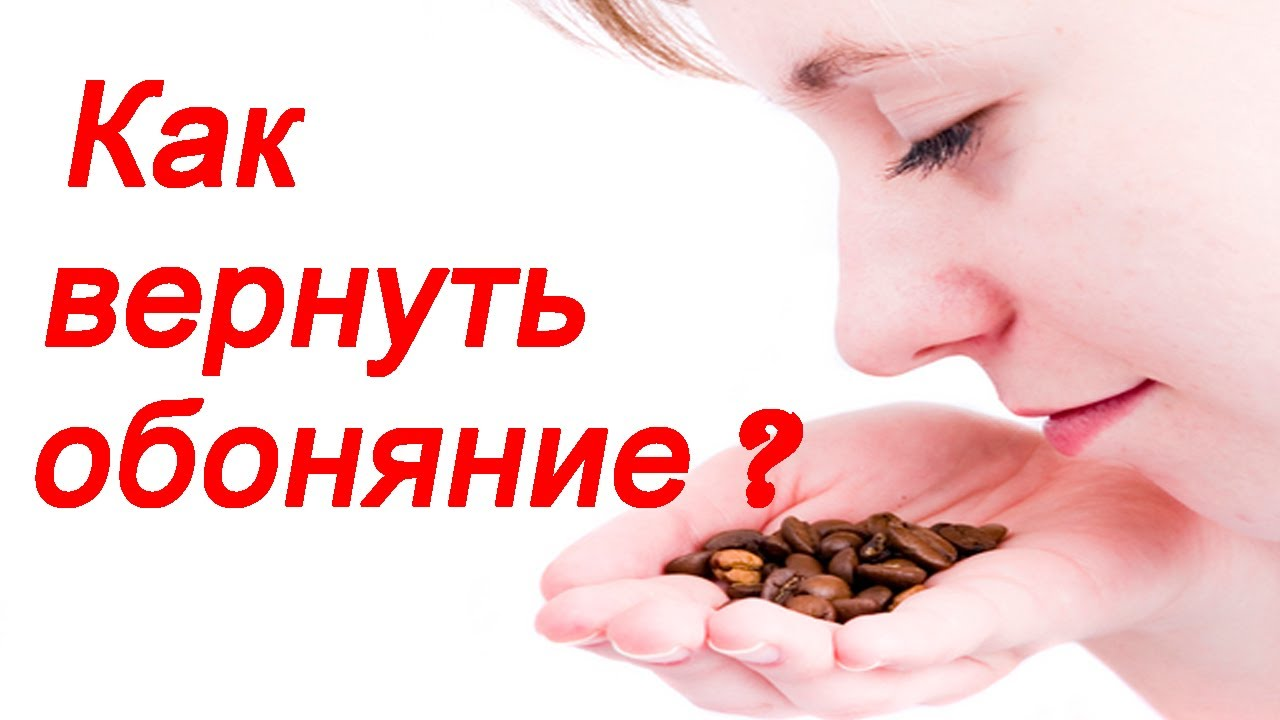 Как
вернуть
обоняние ?